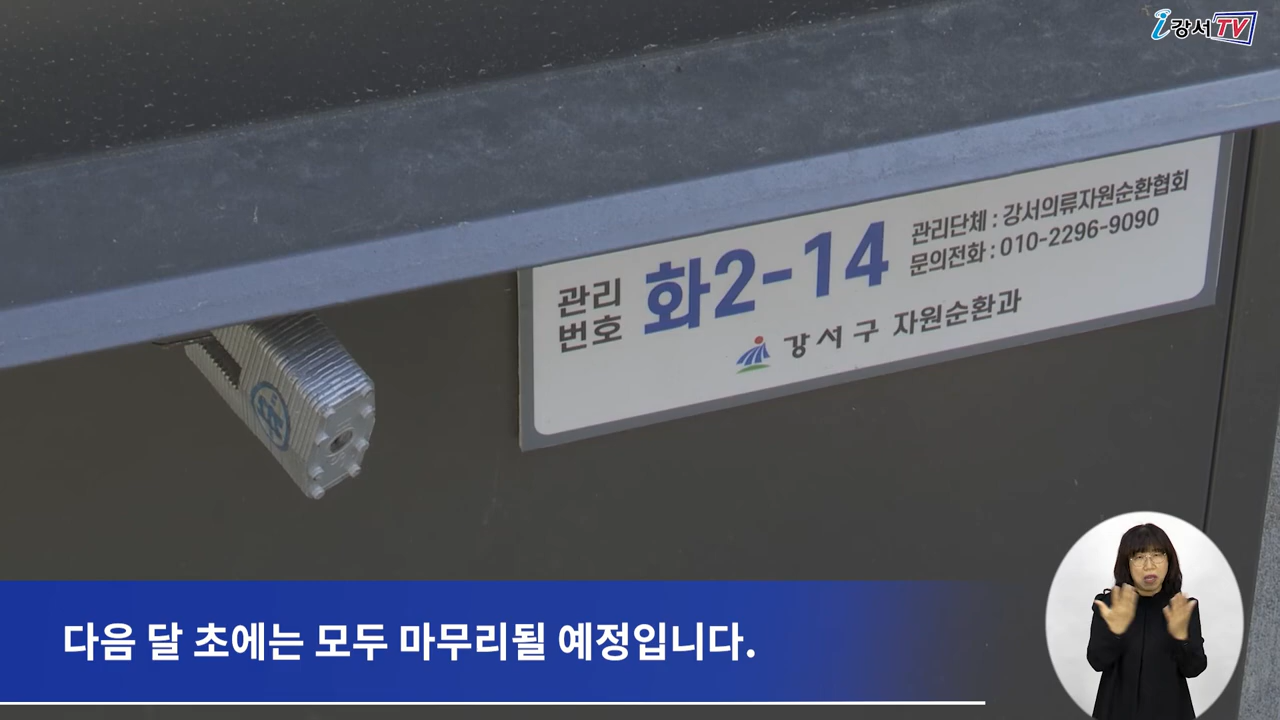 i강서TV
관리번호
화2-14
관리단체 : 강서의류자원순환협회
문의전화 : 010-2296-9090
강서구 자원순환과
다음 달 초에는 모두 마무리될 예정입니다.